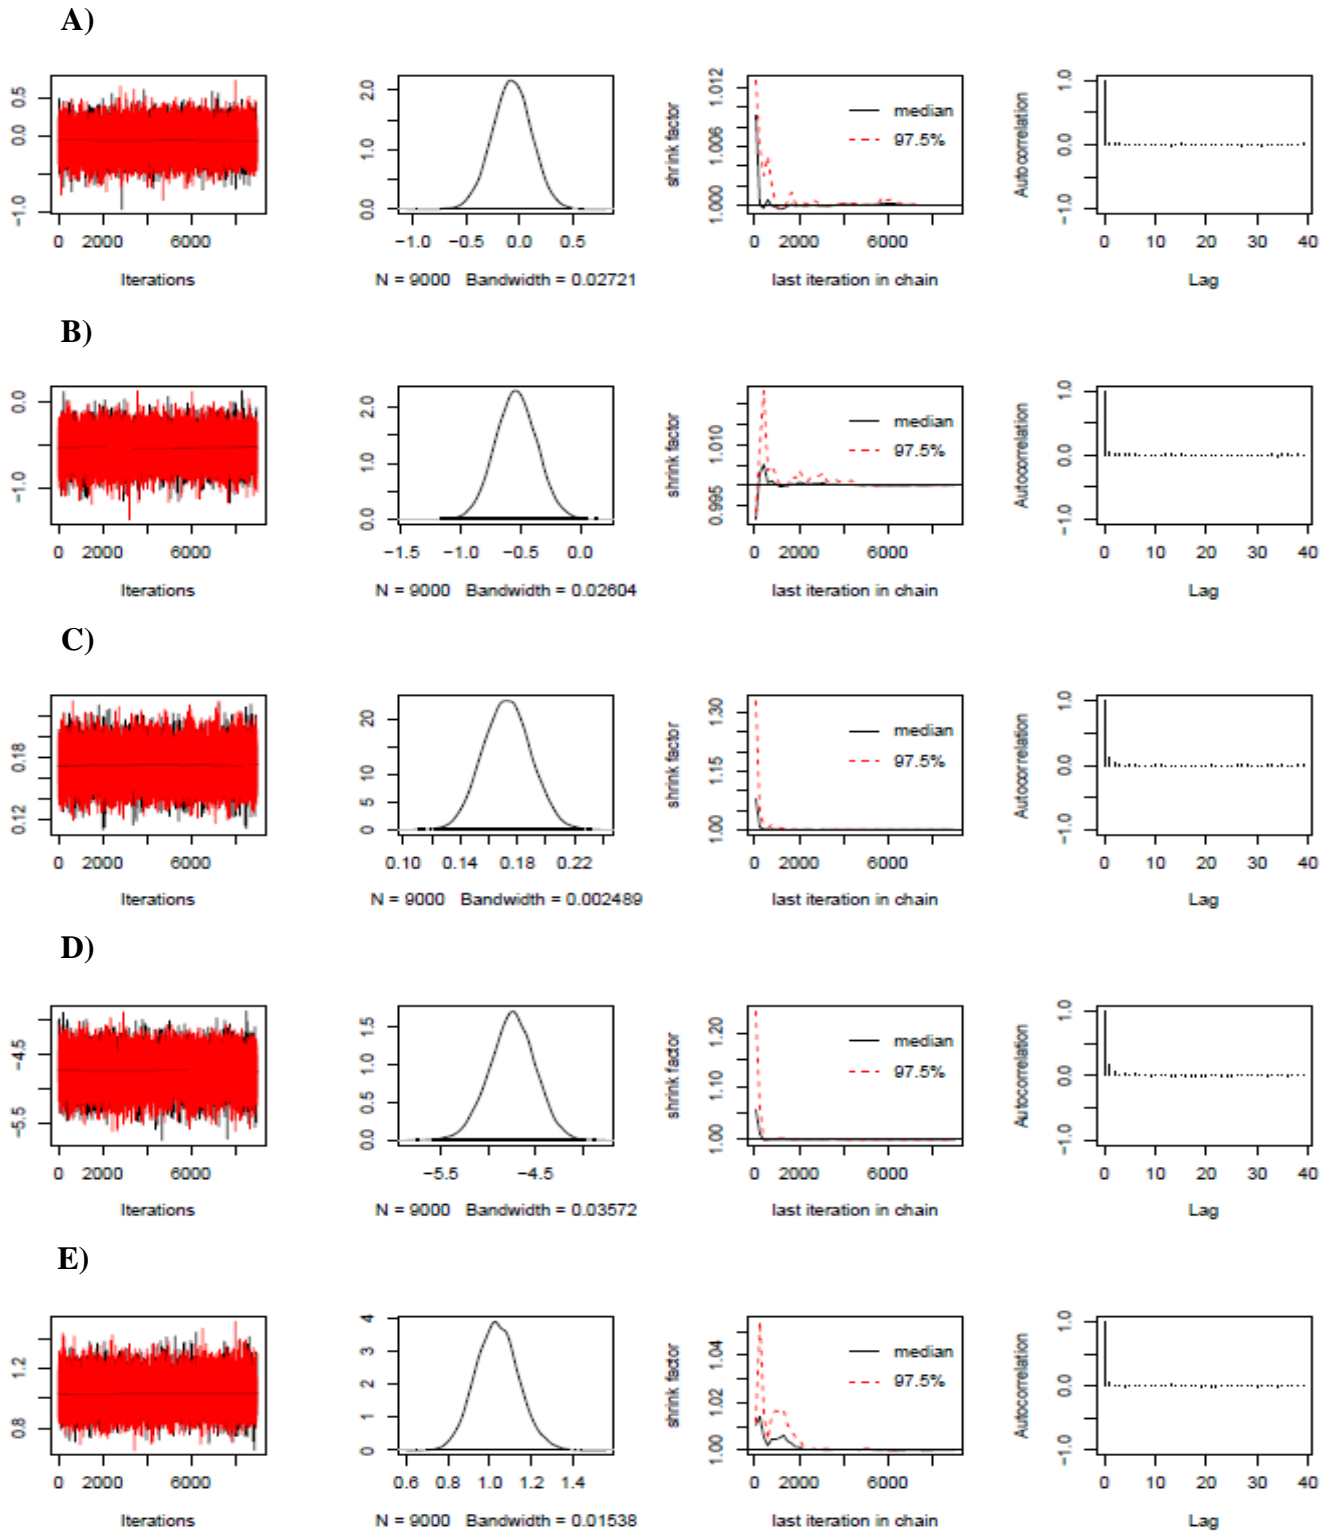 A)
0.5
0.0
-1.0
0 2000 6000
Iterations
2.0
1.0
0.0
-1.0 -0.5 0.0 0.5
N = 9000 Bandwidth = 0.02721
shrink factor
1.012
1.006
1.000
median
97.5%
0 2000 6000
last iteration in chain
Autocorrelation
1.0
0.0
-1.0
0 10 20 30 40
Lag
B)
0.0
-1.0
0 2000 6000
Iterations
2.0
1.0
0.0
-1.5 -1.0 -0.5 0.0
N = 9000 Bandwidth = 0.02604
shrink factor
1.010
0.995
median
97.5%
0 2000 6000
last iteration in chain
Autocorrelation
1.0
0.0
-1.0
0 10 20 30 40
Lag
C)
0.18
0.12
0 2000 6000
Iterations
20
10
5
0
0.10 0.14 0.18 0.22
N = 9000 Bandwidth = 0.002489
shrink factor
1.30
1.15
1.00
median
97.5%
0 2000 6000
last iteration in chain
Autocorrelation
1.0
0.0
-1.0
0 10 20 30 40
Lag
D)
-4.5
-5.5
0 2000 6000
Iterations
1.5
1.0
0.5
0.0
-5.5 -4.5
N = 9000 Bandwidth = 0.03572
shrink factor
1.20
1.10
1.00
median
97.5%
0 2000 6000
last iteration in chain
Autocorrelation
1.0
0.0
-1.0
0 10 20 30 40
Lag
E)
1.2
0.8
0 2000 6000
Iterations
4
3
2
1
0
0.6 0.8 1.0 1.2 1.4
N = 9000 Bandwidth = 0.01538
shrink factor
1.04
1.02
1.00
median
97.5%
0 2000 6000
last iteration in chain
Autocorrelation
1.0
0.0
-1.0
0 10 20 30 40
Lag